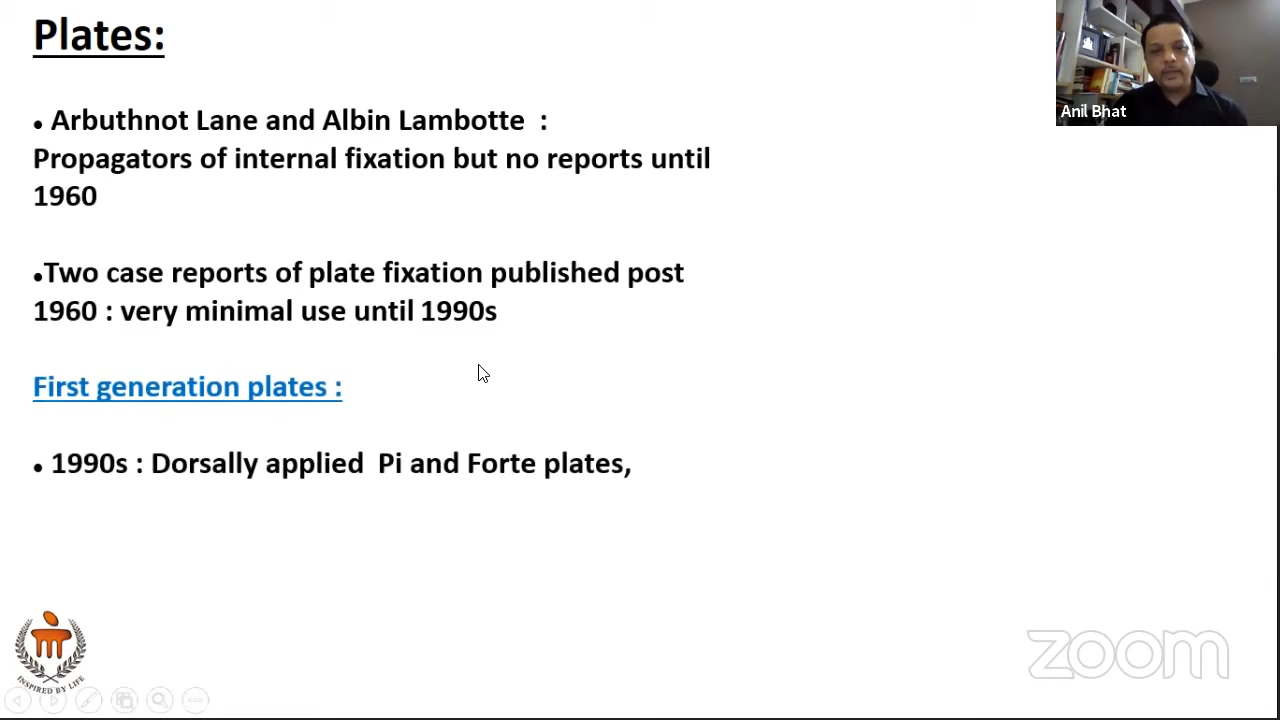 Plates:
Anil Bhat
• Arbuthnot Lane and Albin Lambotte :
Propagators of internal fixation but no reports until
1960
•Two case reports of plate fixation published post
1960 : very minimal use until 1990s
First generation plates :
• 1990s : Dorsally applied Pi and Forte plates,
INSPIRED BY LIFE
zoom